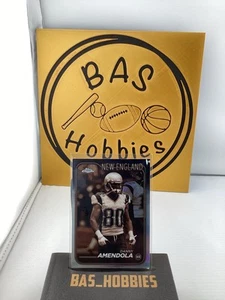 BAS
Hobbies
NEW ENGLAND
80
AMENDOLA
BAS_HOBBIES